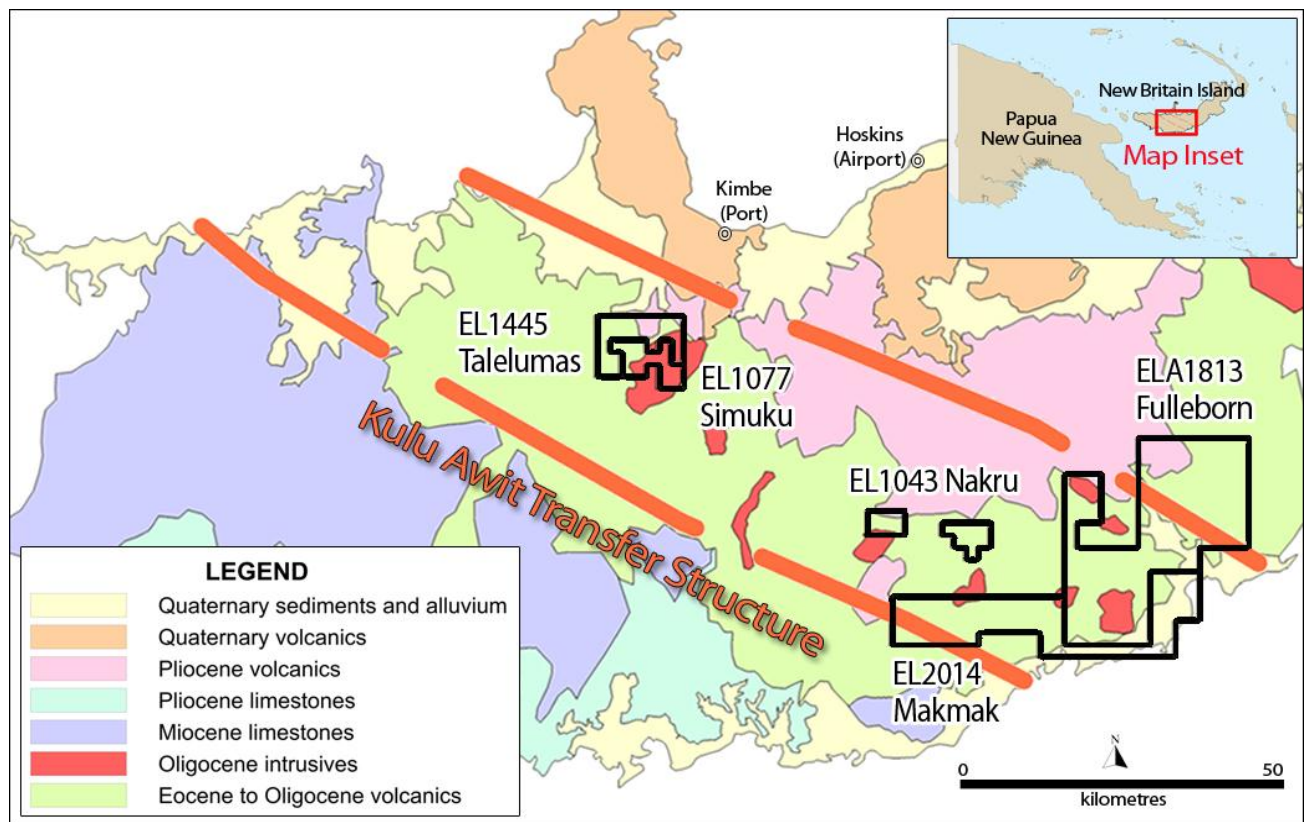 New Britain Island
Papua
New Guinea
Map Inset
Hoskins
(Airport)
Kimbe
(Port)
EL1445
Talelumas
EL1077
Simuku
ELA1813
Fulleborn
Kulu Awit Transfer Structure
EL1043 Nakru
EL2014
Makmak
LEGEND
Quaternary sediments and alluvium
Quaternary volcanics
Pliocene volcanics
Pliocene limestones
Miocene limestones
Oligocene intrusives
Eocene to Oligocene volcanics
N
0 50
kilometres